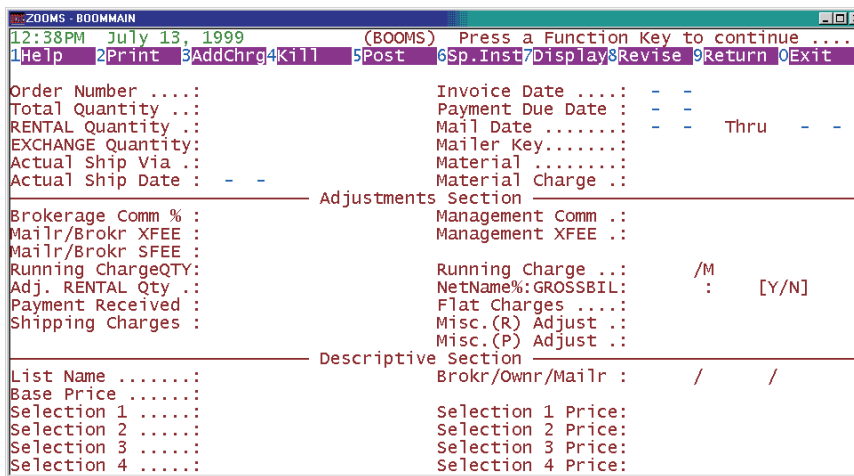 ZOOMS - BOOMMAIN
12:38PM July 13, 1999 (BOOMS) Press a Function Key to continue ....
1Help 2Print 3AddChrg4Kill 5Post 6Sp.Inst7Display8Revise 9Return 0Exit
Order Number ....: Invoice Date ....: - -
Total Quantity ..: Payment Due Date : - -
RENTAL Quantity .: Mail Date .......: - - Thru - -
EXCHANGE Quantity: Mailer Key.......:
Actual Ship Via .: Material ........:
Actual Ship Date : - - Material Charge .:
Adjustments Section
Brokerage Comm % : Management Comm .:
Mailr/Brokr XFEE : Management XFEE .:
Mailr/Brokr SFEE :
Running ChargeQTY: Running Charge ..: /M
Adj. RENTAL Qty .: NetName%:GROSSBIL: : [Y/N]
Payment Received : Flat Charges ....:
Shipping Charges : Misc.(R) Adjust .:
Misc.(P) Adjust .:
Descriptive Section
List Name .......: Brokr/Ownr/Mailr : / /
Base Price ......:
Selection 1 .....: Selection 1 Price:
Selection 2 .....: Selection 2 Price:
Selection 3 .....: Selection 3 Price:
Selection 4 .....: Selection 4 Price: